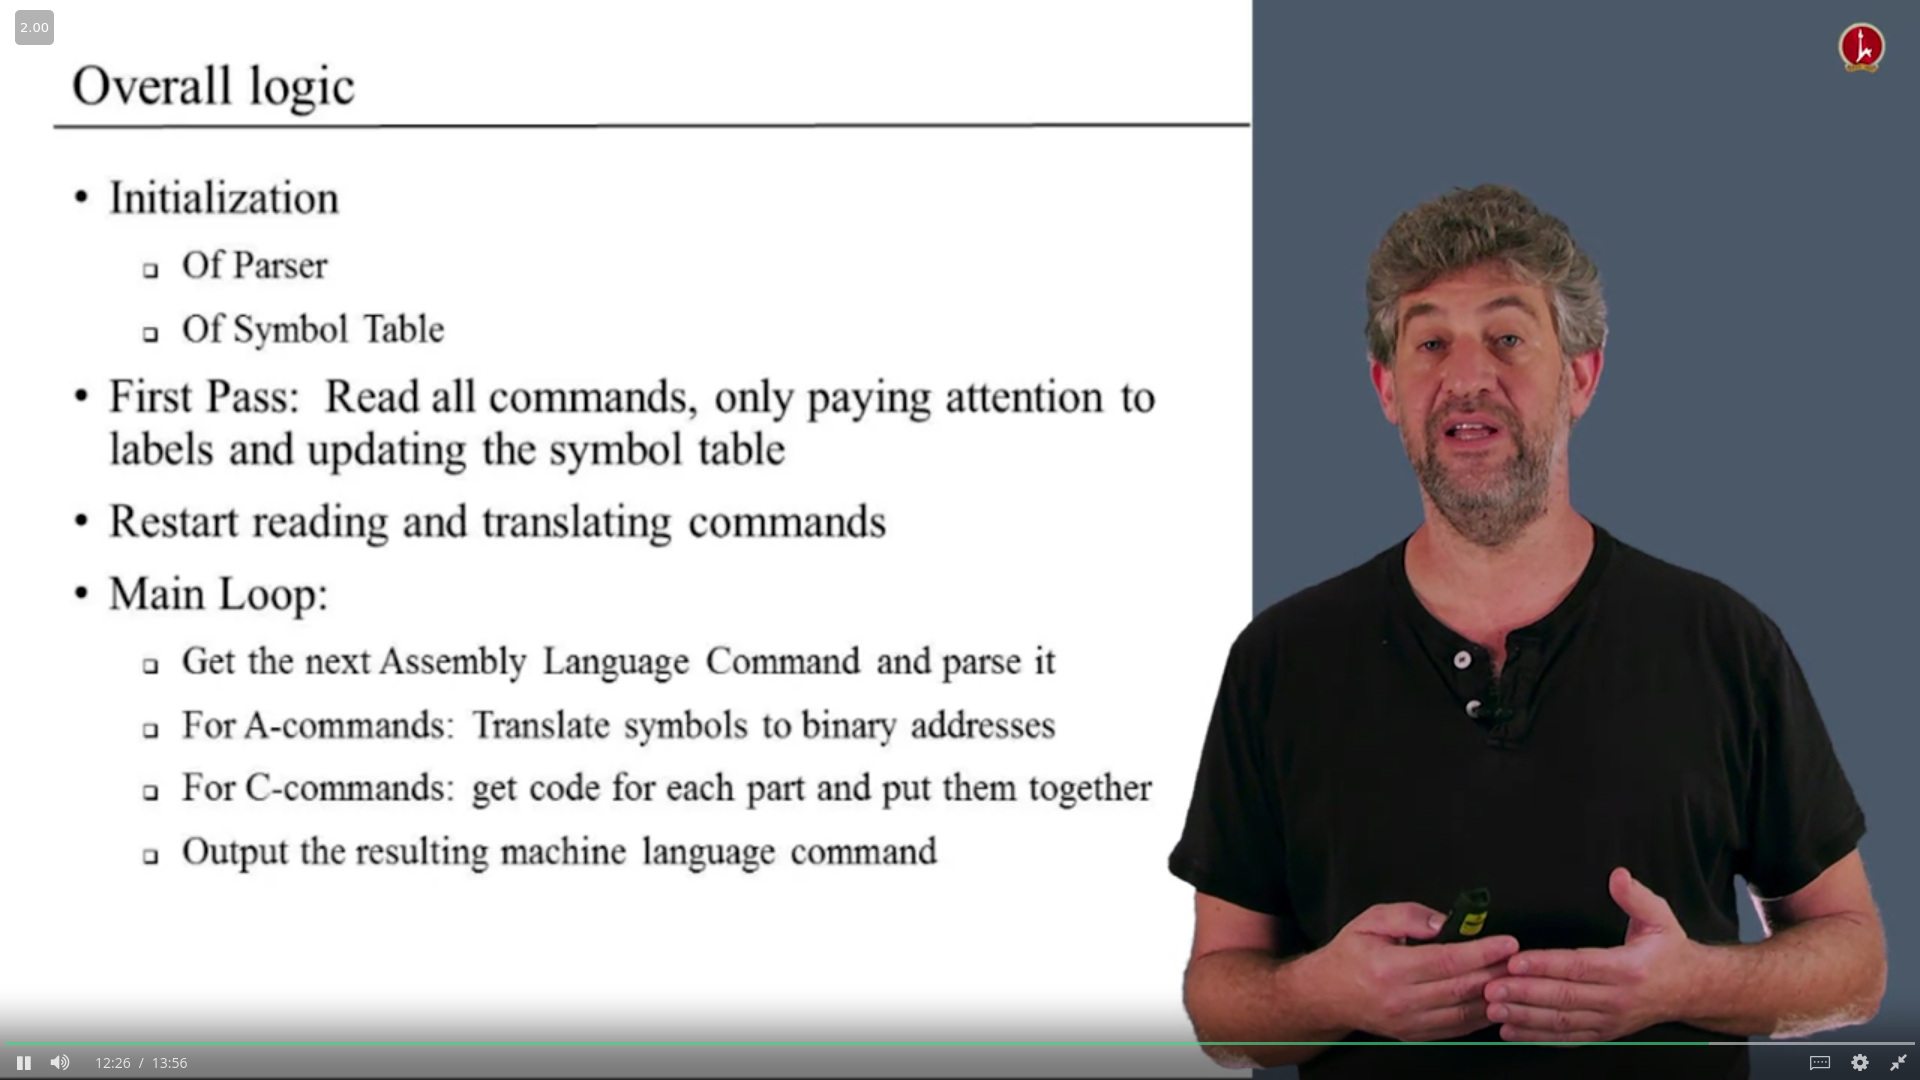 2.00
Overall logic
• Initialization
❑ Of Parser
❑ Of Symbol Table
• First Pass: Read all commands, only paying attention to
labels and updating the symbol table
• Restart reading and translating commands
• Main Loop:
❑ Get the next Assembly Language Command and parse it
❑ For A-commands: Translate symbols to binary addresses
❑ For C-commands: get code for each part and put them together
❑ Output the resulting machine language command
12:26 / 13:56